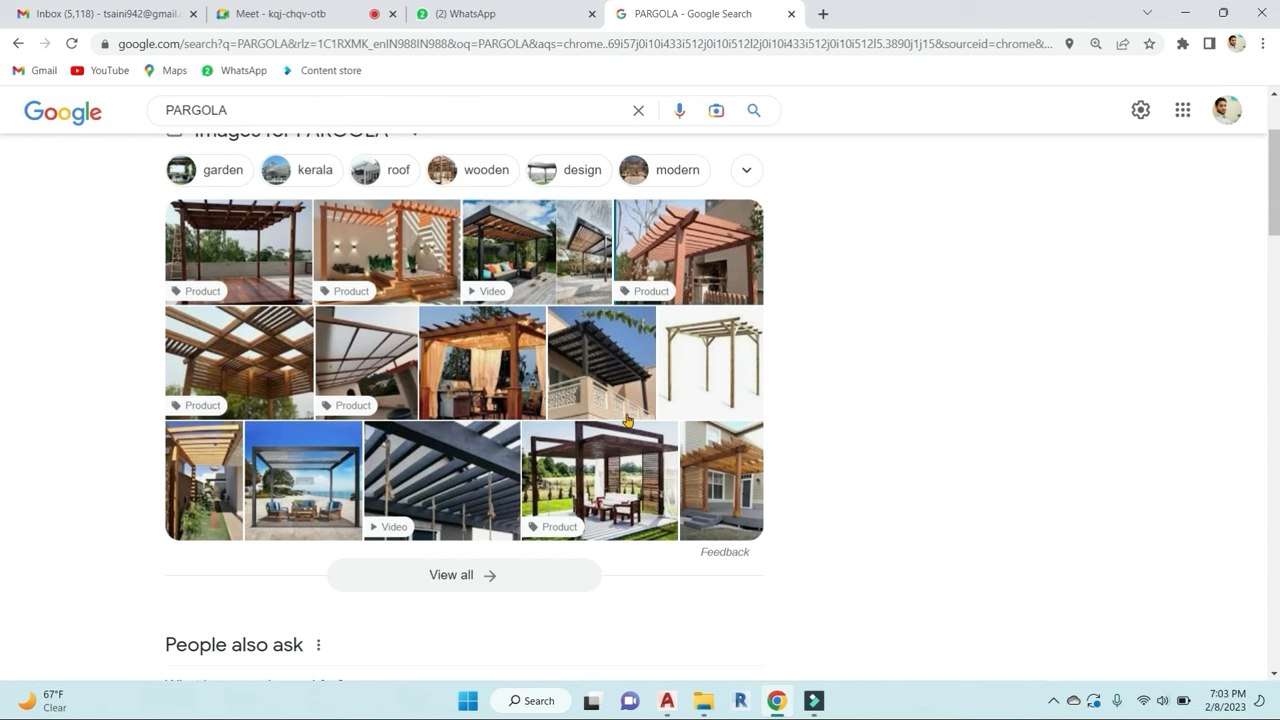 Inbox (5,118) - tsaini942@gmail.
Meet - kqj-chqv-otb
(2) WhatsApp
PARGOLA - Google Search
google.com/search?q=PARGOLA&rlz=1C1RXMK_enIN988IN988&oq=PARGOLA&aqs=chrome..69i57j0i10i433i512j0i10i512l2j0i10i433i512j0i10i512l5.3890j1j15&sourceid=chrome&...
Gmail
YouTube
Maps
WhatsApp
Content store
Google
PARGOLA
Images for PARGOLA
garden
kerala
roof
wooden
design
modern
Product
Product
Video
Product
Product
Product
Video
Product
Feedback
View all
People also ask
67°F
Clear
Search
7:03 PM
2/8/2023